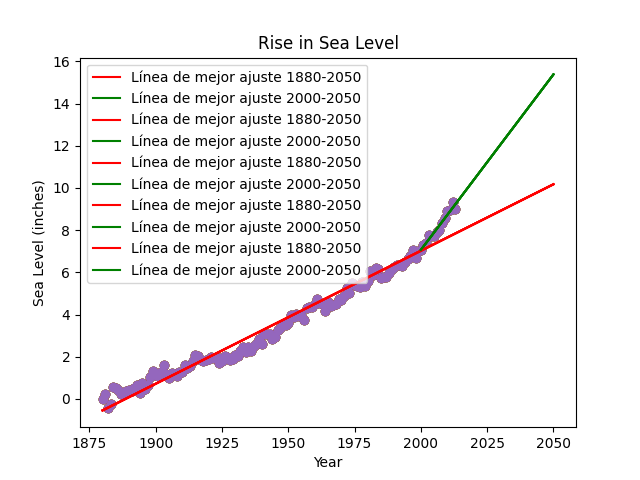 Rise in Sea Level
16
14
12
10
8
6
4
2
0
Sea Level (inches)
Línea de mejor ajuste 1880-2050
Línea de mejor ajuste 2000-2050
Línea de mejor ajuste 1880-2050
Línea de mejor ajuste 2000-2050
Línea de mejor ajuste 1880-2050
Línea de mejor ajuste 2000-2050
Línea de mejor ajuste 1880-2050
Línea de mejor ajuste 2000-2050
Línea de mejor ajuste 1880-2050
Línea de mejor ajuste 2000-2050
1875 1900 1925 1950 1975 2000 2025 2050
Year